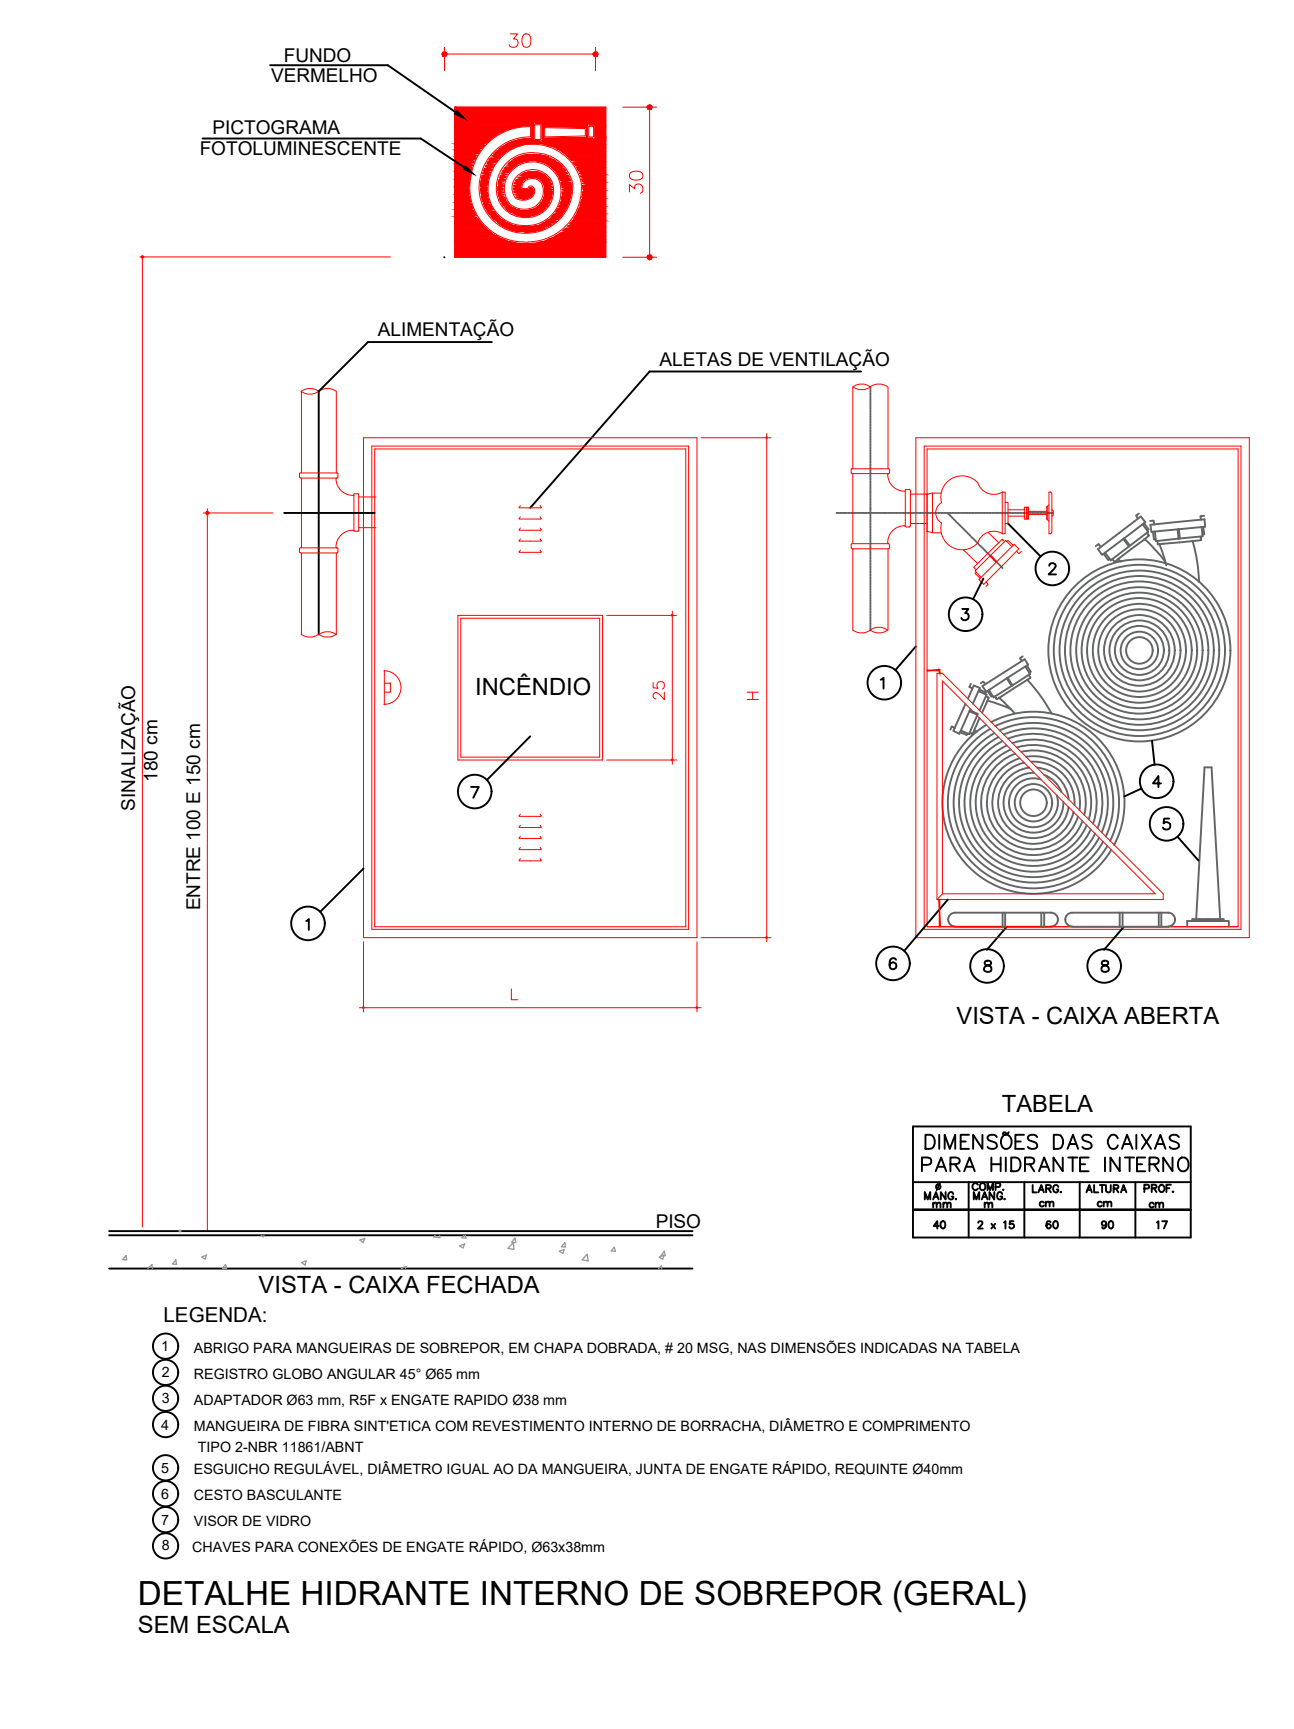 30
FUNDO
VERMELHO
PICTOGRAMA
FOTOLUMINESCENTE
30
ALIMENTAÇÃO
ALETAS DE VENTILAÇÃO
SINALIZAÇÃO
180 cm
ENTRE 100 E 150 cm
INCÊNDIO
25
H
7
1
L
2
3
1
4
5
6
8
8
VISTA - CAIXA ABERTA
TABELA
DIMENSÕES DAS CAIXAS
PARA HIDRANTE INTERNO
Ø MANG. mm COMP. MANG. m LARG. cm ALTURA cm PROF. cm
40 2 x 15 60 90 17
PISO
VISTA - CAIXA FECHADA
LEGENDA:
1 ABRIGO PARA MANGUEIRAS DE SOBREPOR, EM CHAPA DOBRADA, # 20 MSG, NAS DIMENSÕES INDICADAS NA TABELA
2 REGISTRO GLOBO ANGULAR 45° Ø65 mm
3 ADAPTADOR Ø63 mm, R5F x ENGATE RAPIDO Ø38 mm
4 MANGUEIRA DE FIBRA SINT'ETICA COM REVESTIMENTO INTERNO DE BORRACHA, DIÂMETRO E COMPRIMENTO
TIPO 2-NBR 11861/ABNT
5 ESGUICHO REGULÁVEL, DIÂMETRO IGUAL AO DA MANGUEIRA, JUNTA DE ENGATE RÁPIDO, REQUINTE Ø40mm
6 CESTO BASCULANTE
7 VISOR DE VIDRO
8 CHAVES PARA CONEXÕES DE ENGATE RÁPIDO, Ø63x38mm
DETALHE HIDRANTE INTERNO DE SOBREPOR (GERAL)
SEM ESCALA